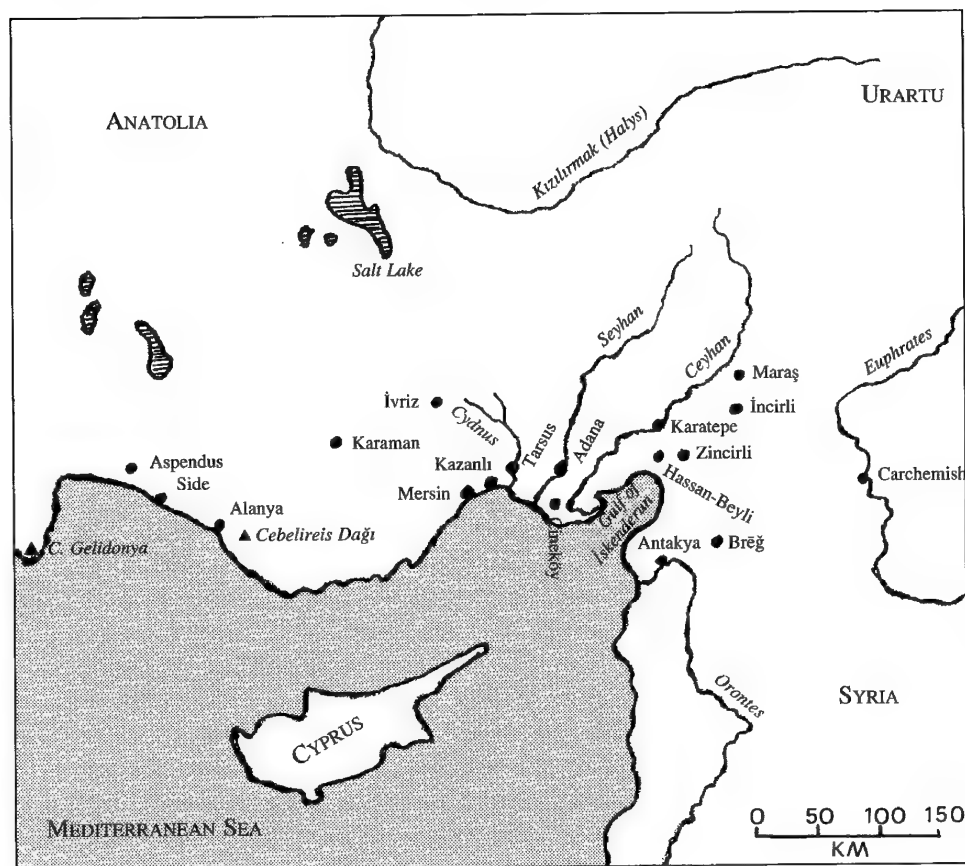 ANATOLIA
URARTU
Kızılırmak (Halys)
Salt Lake
Seyhan
Ceyhan
Euphrates
Maraş
İvriz
Cydnus
İncirli
Karatepe
Karaman
Tarsus
Adana
Aspendus
Kazanlı
Zincirli
Side
Mersin
Carchemish
Hassan-Beyli
Alanya
Gulf of
İskenderun
Cebelireis Dağı
Çineköy
C. Gelidonya
Antakya
Brēğ
Orontes
SYRIA
CYPRUS
MEDITERRANEAN SEA
0 50 100 150
KM